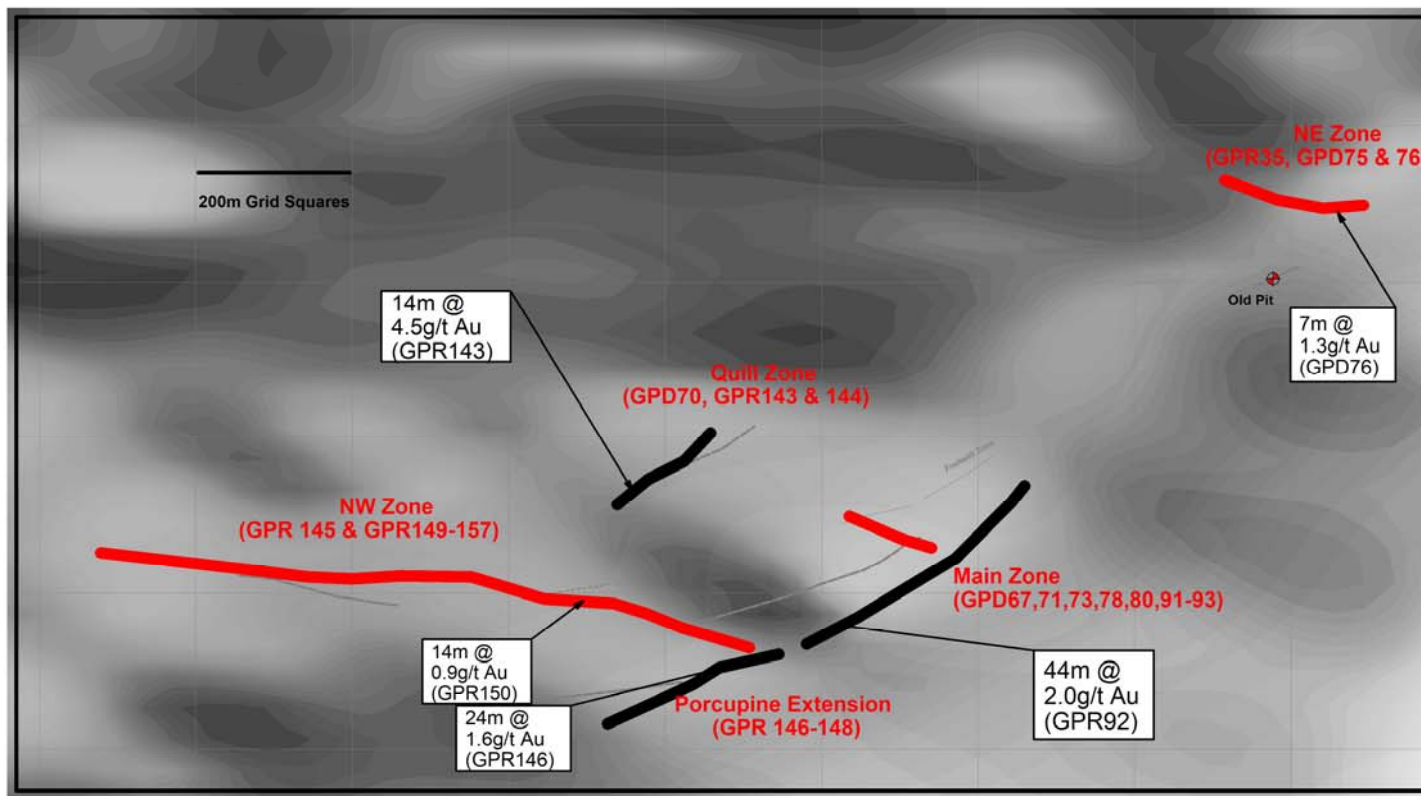 NE Zone
(GPR35, GPD75 & 76
200m Grid Squares
Old Pit
14m @
4.5g/t Au
(GPR143)
7m @
1.3g/t Au
(GPD76)
Quill Zone
(GPD70, GPR143 & 144)
Footwall Zone
NW Zone
(GPR 145 & GPR149-157)
Main Zone
(GPD67,71,73,78,80,91-93)
14m @
0.9g/t Au
(GPR150)
44m @
2.0g/t Au
(GPR92)
Porcupine Extension
(GPR 146-148)
24m @
1.6g/t Au
(GPR146)